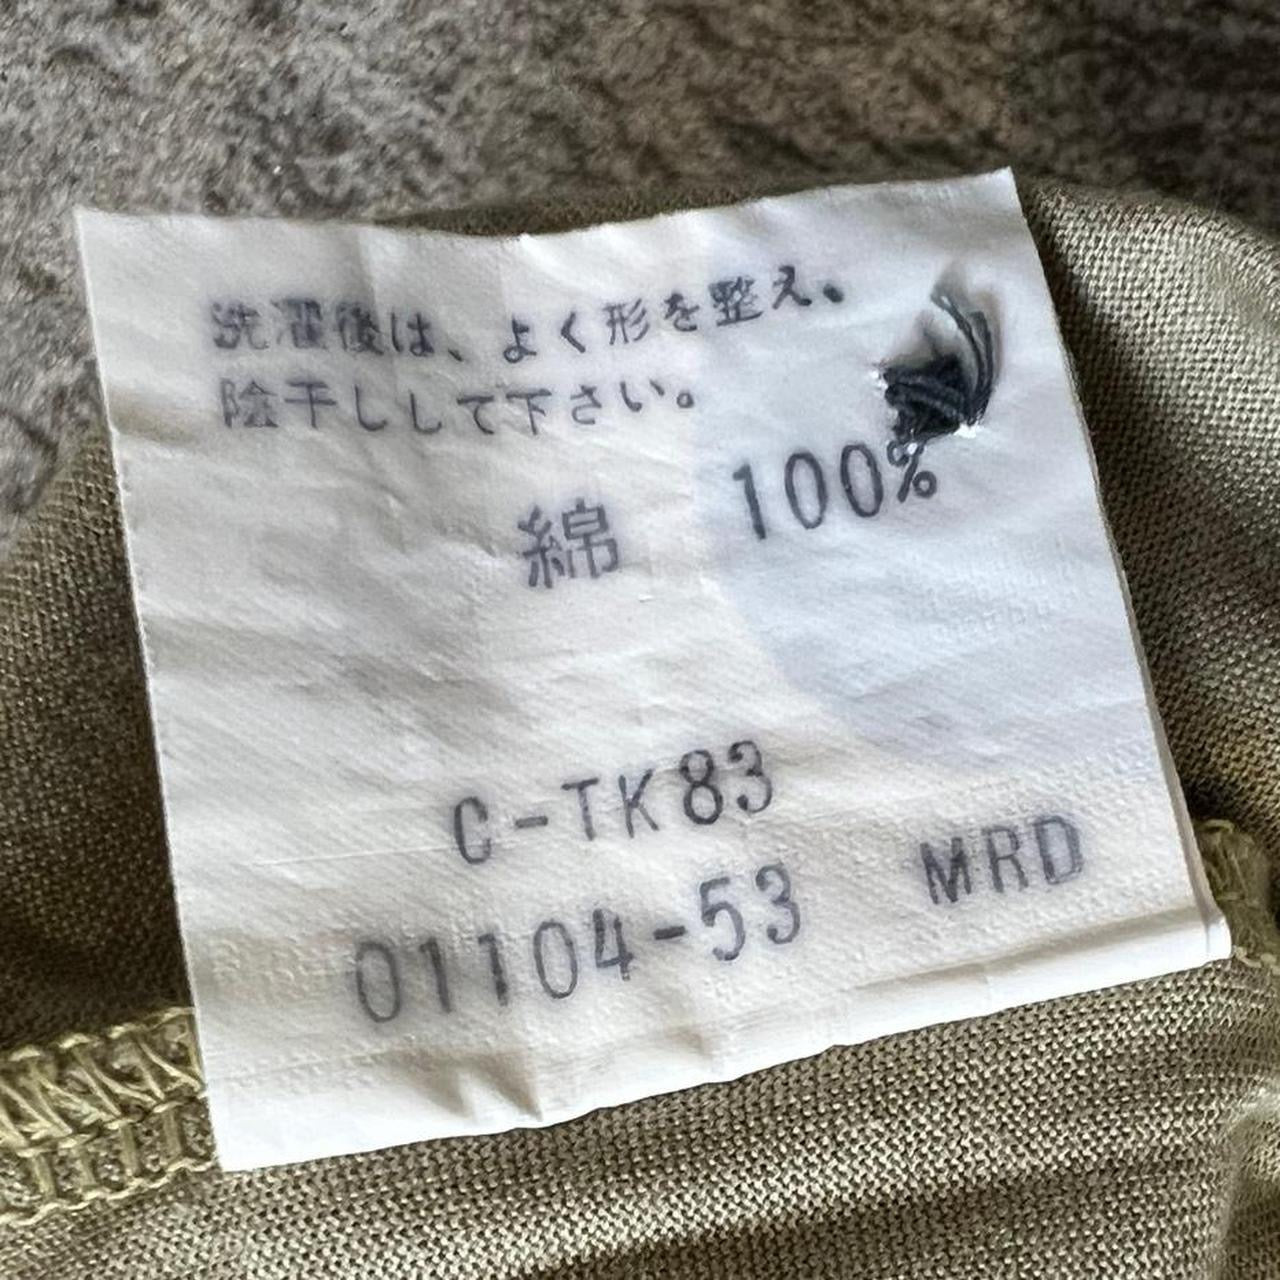 洗濯後は、よく形を整え、
陰干ししして下さい。
綿 100%
C-TK83
01104-53 MRD